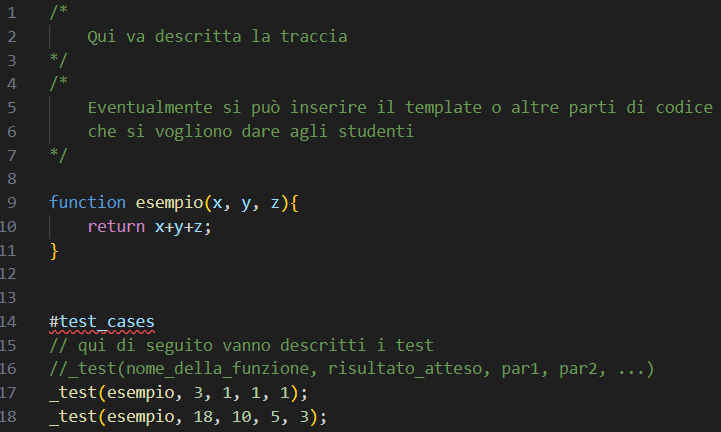 1 /*
2     Qui va descritta la traccia
3 */
4 /*
5     Eventualmente si può inserire il template o altre parti di codice
6     che si vogliono dare agli studenti
7 */
8
9 function esempio(x, y, z){
10     return x+y+z;
11 }
12
13
14 #test_cases
15 // qui di seguito vanno descritti i test
16 //_test(nome_della_funzione, risultato_atteso, par1, par2, ...)
17 _test(esempio, 3, 1, 1, 1);
18 _test(esempio, 18, 10, 5, 3);